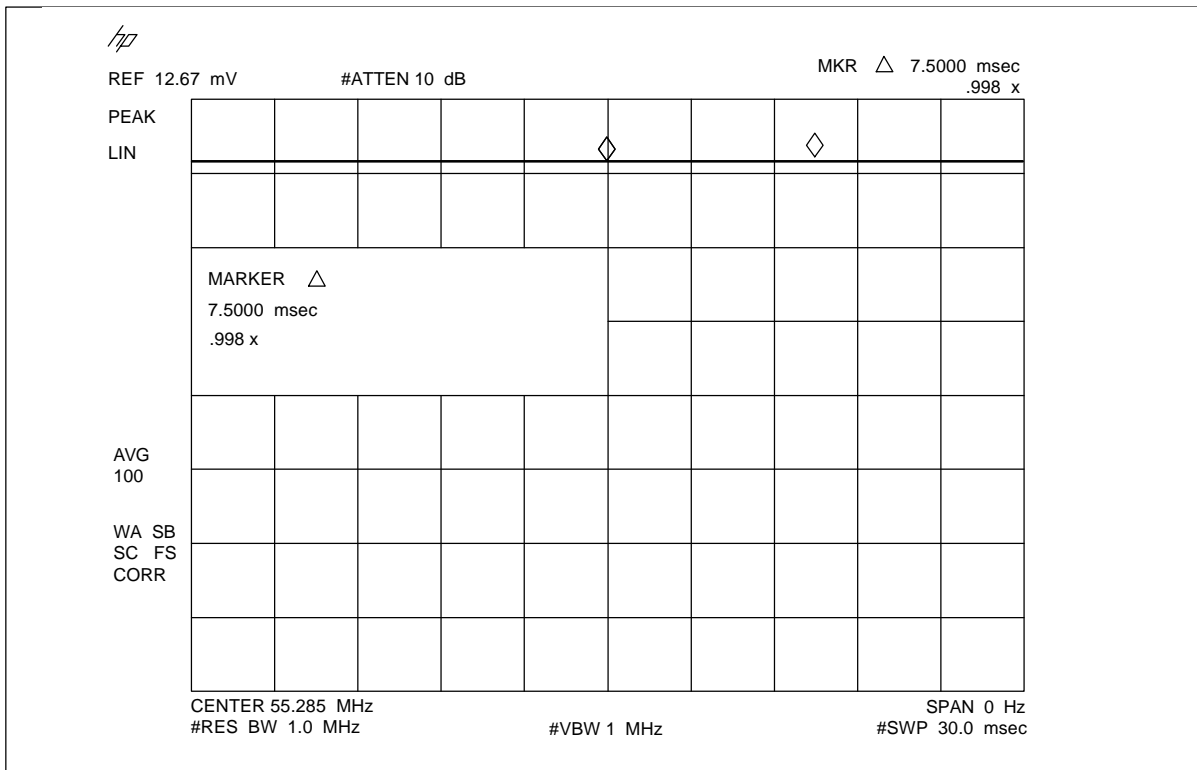 hp
REF 12.67 mV #ATTEN 10 dB MKR △ 7.5000 msec
.998 x
PEAK
LIN
MARKER △
7.5000 msec
.998 x
AVG
100
WA SB
SC FS
CORR
CENTER 55.285 MHz SPAN 0 Hz
#RES BW 1.0 MHz #VBW 1 MHz #SWP 30.0 msec